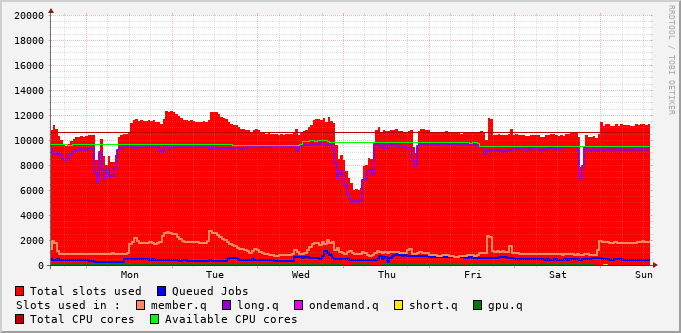 RRDTOOL / TOBI OETIKER
20000
18000
16000
14000
12000
10000
8000
6000
4000
2000
0
Mon Tue Wed Thu Fri Sat Sun
Total slots used Queued Jobs
Slots used in : member.q long.q ondemand.q short.q gpu.q
Total CPU cores Available CPU cores